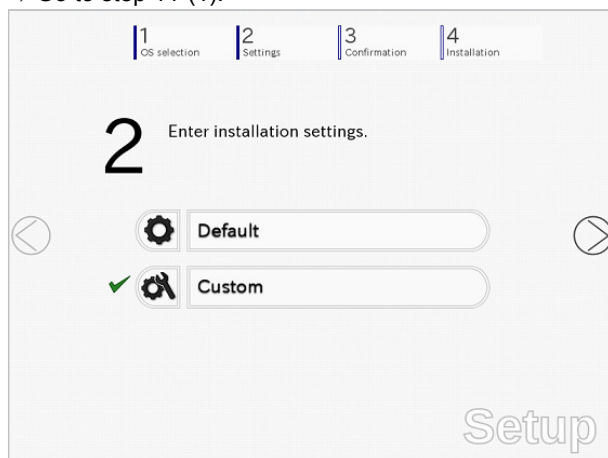 1 2 3 4
OS selection Settings Confirmation Installation
2 Enter installation settings.
Default
Custom
Setup